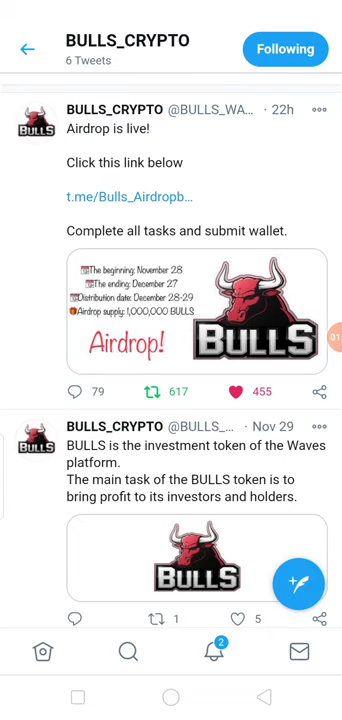 BULLS_CRYPTO
6 Tweets
Following
BULLS_CRYPTO @BULLS_WA... · 22h
Airdrop is live!
Click this link below
t.me/Bulls_Airdropb...
Complete all tasks and submit wallet.
The beginning: November 28
The ending: December 27
Distribution date: December 28-29
Airdrop supply: 1,000,000 BULLS
Airdrop!
BULLS
79 617 455
BULLS
01
BULLS_CRYPTO @BULLS_... · Nov 29
BULLS is the investment token of the Waves
platform.
The main task of the BULLS token is to
bring profit to its investors and holders.
BULLS
BULLS
1 5
2